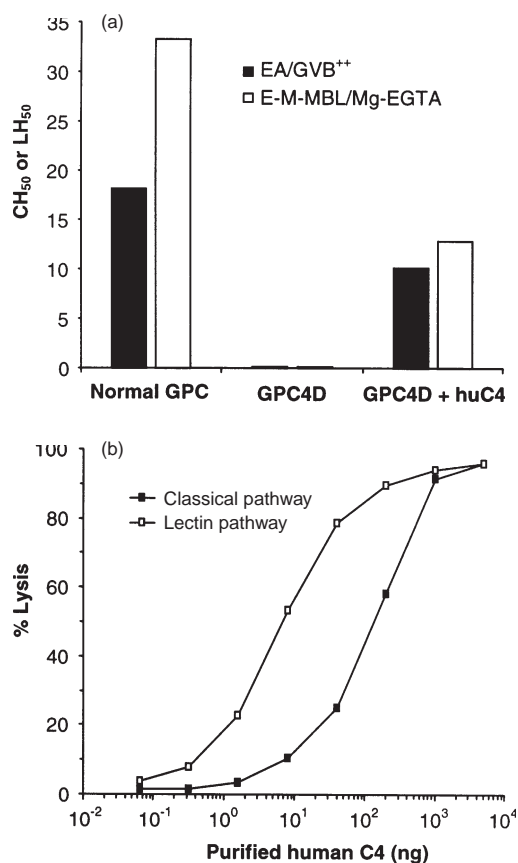 (a)
35
30
25
20
15
10
5
0
CH₅₀ or LH₅₀
■ EA/GVB⁺⁺
□ E-M-MBL/Mg-EGTA
Normal GPC GPC4D GPC4D + huC4
(b)
100
80
60
40
20
0
% Lysis
Classical pathway
Lectin pathway
10⁻² 10⁻¹ 10⁰ 10¹ 10² 10³ 10⁴
Purified human C4 (ng)